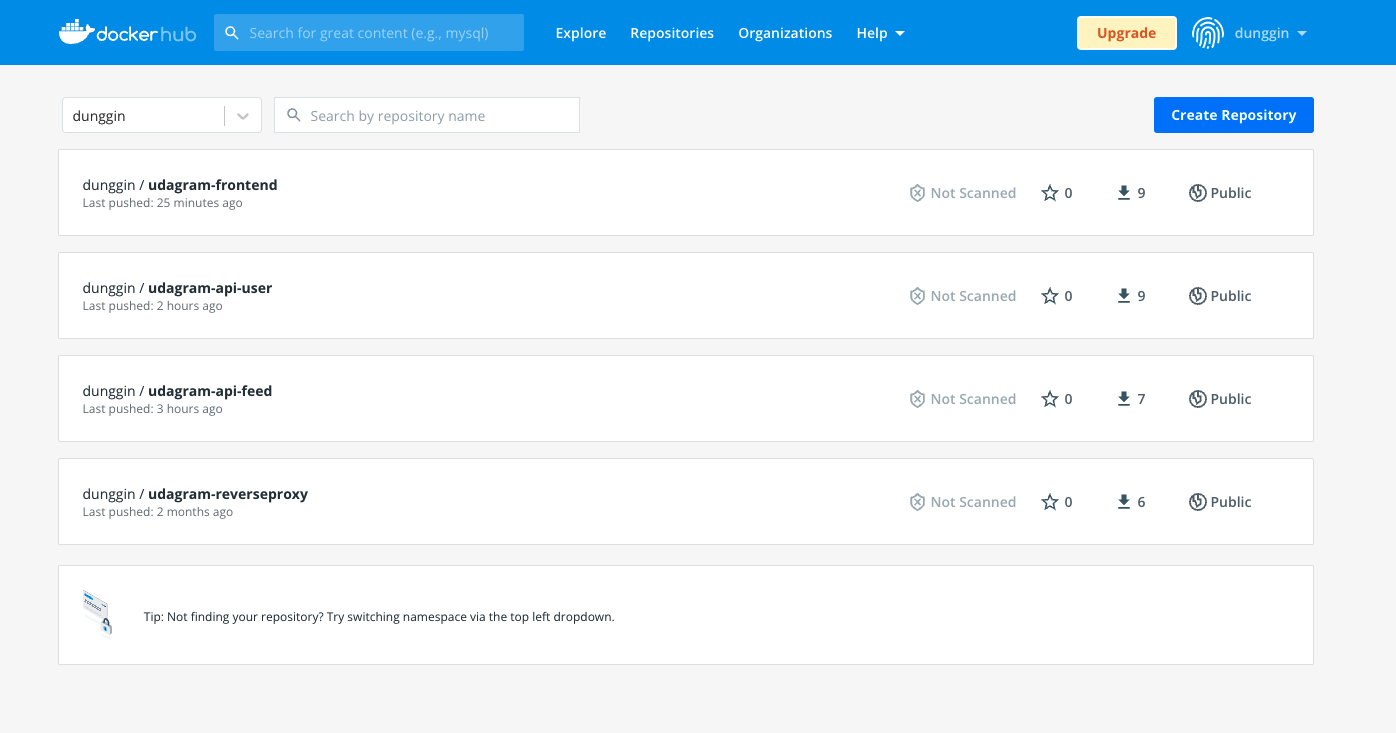 dockerhub
Search for great content (e.g., mysql)
Explore
Repositories
Organizations
Help
Upgrade
dunggin
dunggin
Search by repository name
Create Repository
dunggin / udagram-frontend
Last pushed: 25 minutes ago
Not Scanned
0
9
Public
dunggin / udagram-api-user
Last pushed: 2 hours ago
Not Scanned
0
9
Public
dunggin / udagram-api-feed
Last pushed: 3 hours ago
Not Scanned
0
7
Public
dunggin / udagram-reverseproxy
Last pushed: 2 months ago
Not Scanned
0
6
Public
Tip: Not finding your repository? Try switching namespace via the top left dropdown.